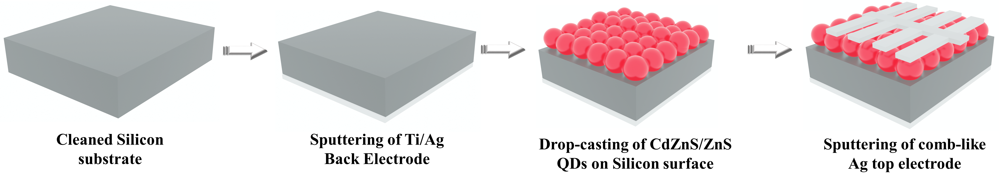 Cleaned Silicon
substrate
Sputtering of Ti/Ag
Back Electrode
Drop-casting of CdZnS/ZnS
QDs on Silicon surface
Sputtering of comb-like
Ag top electrode